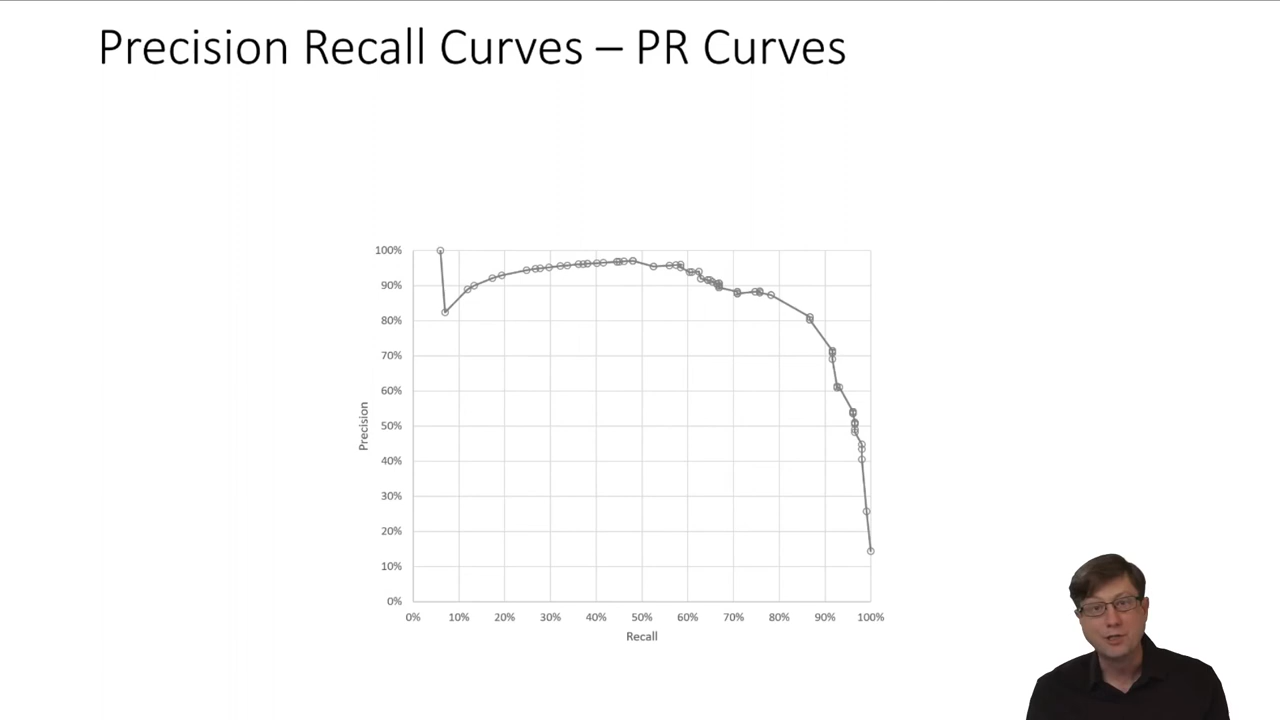 Precision Recall Curves – PR Curves
100%
90%
80%
70%
60%
50%
40%
30%
20%
10%
0%
Precision
0% 10% 20% 30% 40% 50% 60% 70% 80% 90% 100%
Recall